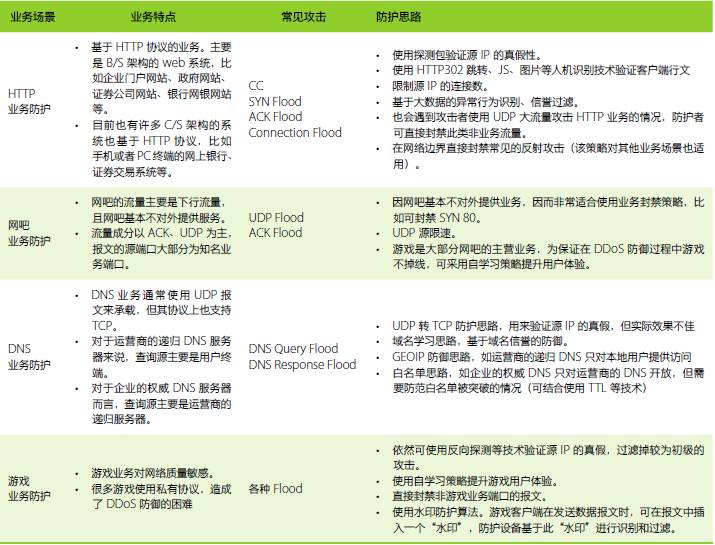 业务场景 业务特点 常见攻击 防护思路
HTTP
业务防护
• 基于 HTTP 协议的业务。主要
是 B/S 架构的 web 系统，比
如企业门户网站、政府网站、
证券公司网站、银行网银网站
等。
• 目前也有许多 C/S 架构的系
统也基于 HTTP 协议，比如
手机或者 PC 终端的网上银行、
证券交易系统等。
CC
SYN Flood
ACK Flood
Connection Flood
• 使用探测包验证源 IP 的真假性。
• 使用 HTTP302 跳转、JS、图片等人机识别技术验证客户端行文
• 限制源 IP 的连接数。
• 基于大数据的异常行为识别、信誉过滤。
• 也会遇到攻击者使用 UDP 大流量攻击 HTTP 业务的情况，防护者
可直接封禁此类非业务流量。
• 在网络边界直接封禁常见的反射攻击（该策略对其他业务场景也适
用）。
网吧
业务防护
• 网吧的流量主要是下行流量，
且网吧基本不对外提供服务。
• 流量成分以 ACK、UDP 为主，
报文的源端口大部分为知名业
务端口。
UDP Flood
ACK Flood
• 因网吧基本不对外提供业务，因而非常适合使用业务封禁策略，比
如可封禁 SYN 80。
• UDP 源限速。
• 游戏是大部分网吧的主营业务，为保证在 DDoS 防御过程中游戏
不掉线，可采用自学习策略提升用户体验。
DNS
业务防护
• DNS 业务通常使用 UDP 报
文来承载，但其协议上也支持
TCP。
• 对于运营商的递归 DNS 服务
器来说，查询源主要是用户终
端。
• 对于企业的权威 DNS 服务器
而言，查询源主要是运营商的
递归服务器。
DNS Query Flood
DNS Response Flood
• UDP 转 TCP 防护思路，用来验证源 IP 的真假，但实际效果不佳
• 域名学习思路，基于域名信誉的防御。
• GEOIP 防御思路，如运营商的递归 DNS 只对本地用户提供访问
• 白名单思路，如企业的权威 DNS 只对运营商的 DNS 开放，但需
要防范白名单被突破的情况（可结合使用 TTL 等技术）
游戏
业务防护
• 游戏业务对网络质量敏感。
• 很多游戏使用私有协议，造成
了 DDoS 防御的困难
各种 Flood
• 依然可使用反向探测等技术验证源 IP 的真假，过滤掉较为初级的
攻击。
• 使用自学习策略提升游戏用户体验。
• 直接封禁非游戏业务端口的报文。
• 使用水印防护算法。游戏客户端在发送数据报文时，可在报文中插
入一个“水印”，防护设备基于此“水印”进行识别和过滤。